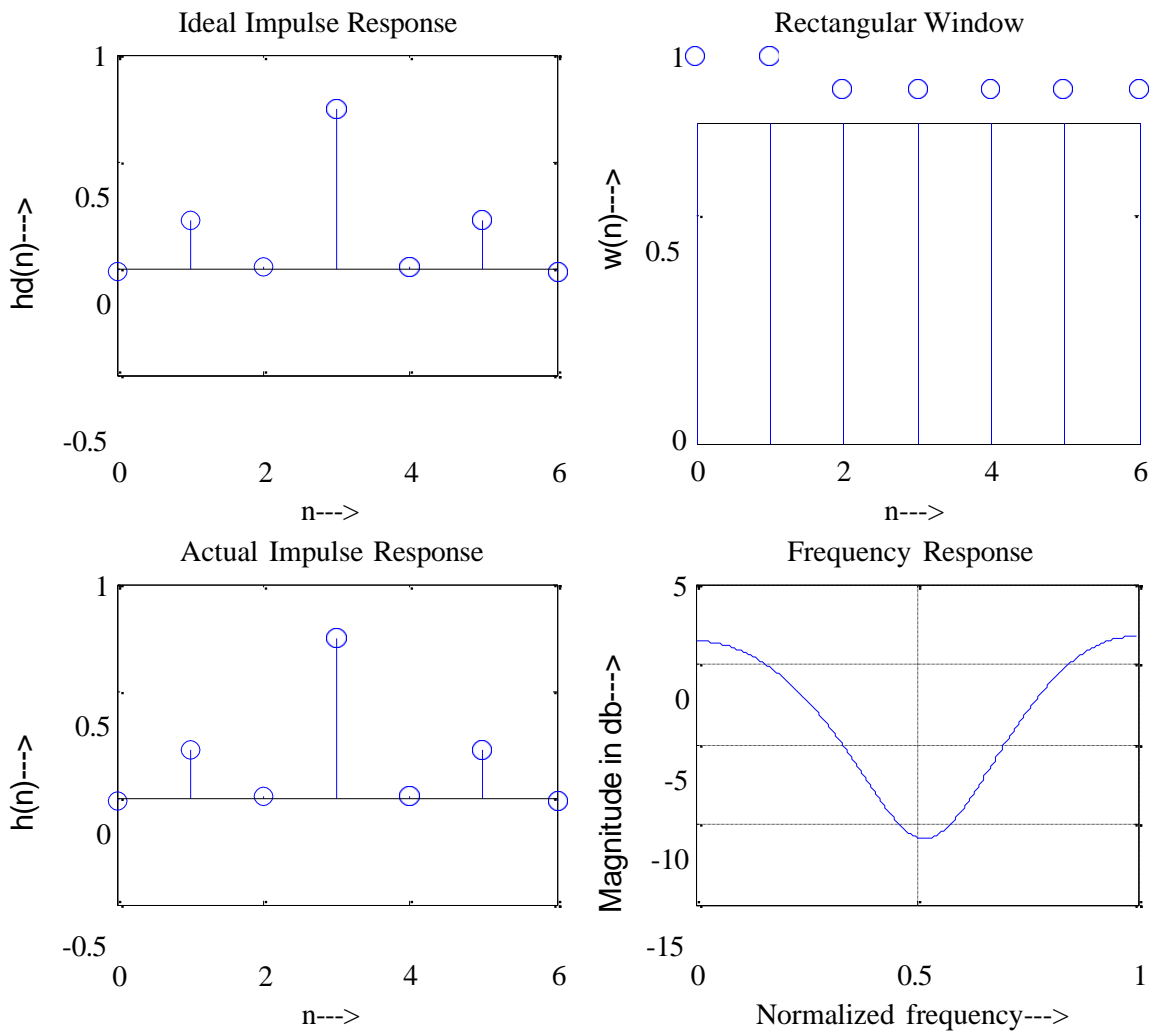 Ideal Impulse Response
1
0.5
0
-0.5
hd(n)--->
0 2 4 6
n--->
Rectangular Window
1
0.5
0
w(n)--->
0 2 4 6
n--->
Actual Impulse Response
1
0.5
0
-0.5
h(n)--->
0 2 4 6
n--->
Frequency Response
5
0
-5
-10
-15
Magnitude in db--->
0 0.5 1
Normalized frequency--->